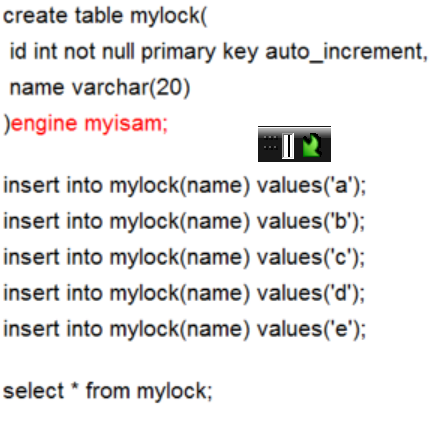 create table mylock(
id int not null primary key auto_increment,
name varchar(20)
)engine myisam;
insert into mylock(name) values('a');
insert into mylock(name) values('b');
insert into mylock(name) values('c');
insert into mylock(name) values('d');
insert into mylock(name) values('e');
select * from mylock;